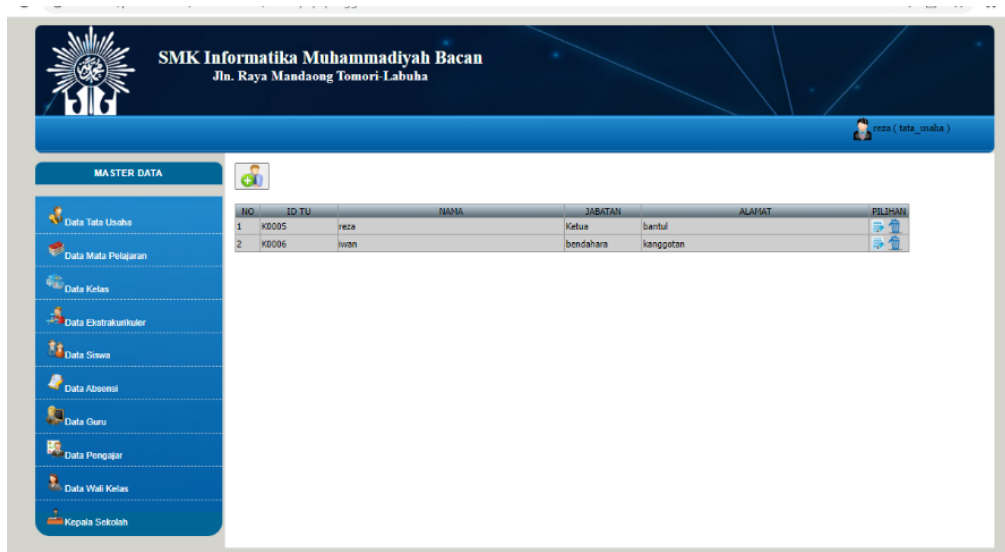 SMK Informatika Muhammadiyah Bacan
Jln. Raya Mandaong Tomori-Labuha
reza ( tata_usaha )
MASTER DATA
Data Tata Usaha
Data Mata Pelajaran
Data Kelas
Data Ekstrakurikuler
Data Siswa
Data Absensi
Data Guru
Data Pengajar
Data Wali Kelas
Kepala Sekolah
NO ID TU NAMA JABATAN ALAMAT PILIHAN
1 K0005 reza Ketua bantul
2 K0006 iwan bendahara kanggotan